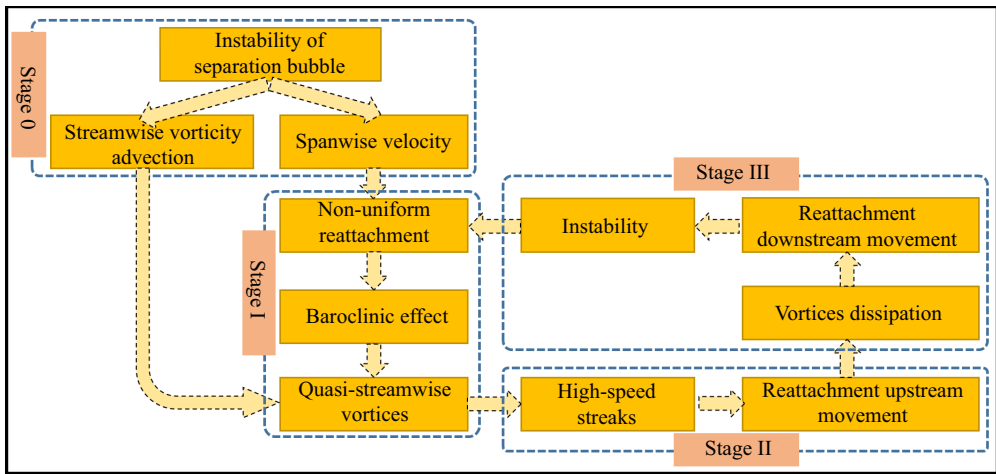 Stage 0
Instability of
separation bubble
Streamwise vorticity
advection
Spanwise velocity
Stage I
Non-uniform
reattachment
Baroclinic effect
Quasi-streamwise
vortices
Stage III
Instability
Reattachment
downstream movement
Vortices dissipation
High-speed
streaks
Reattachment upstream
movement
Stage II